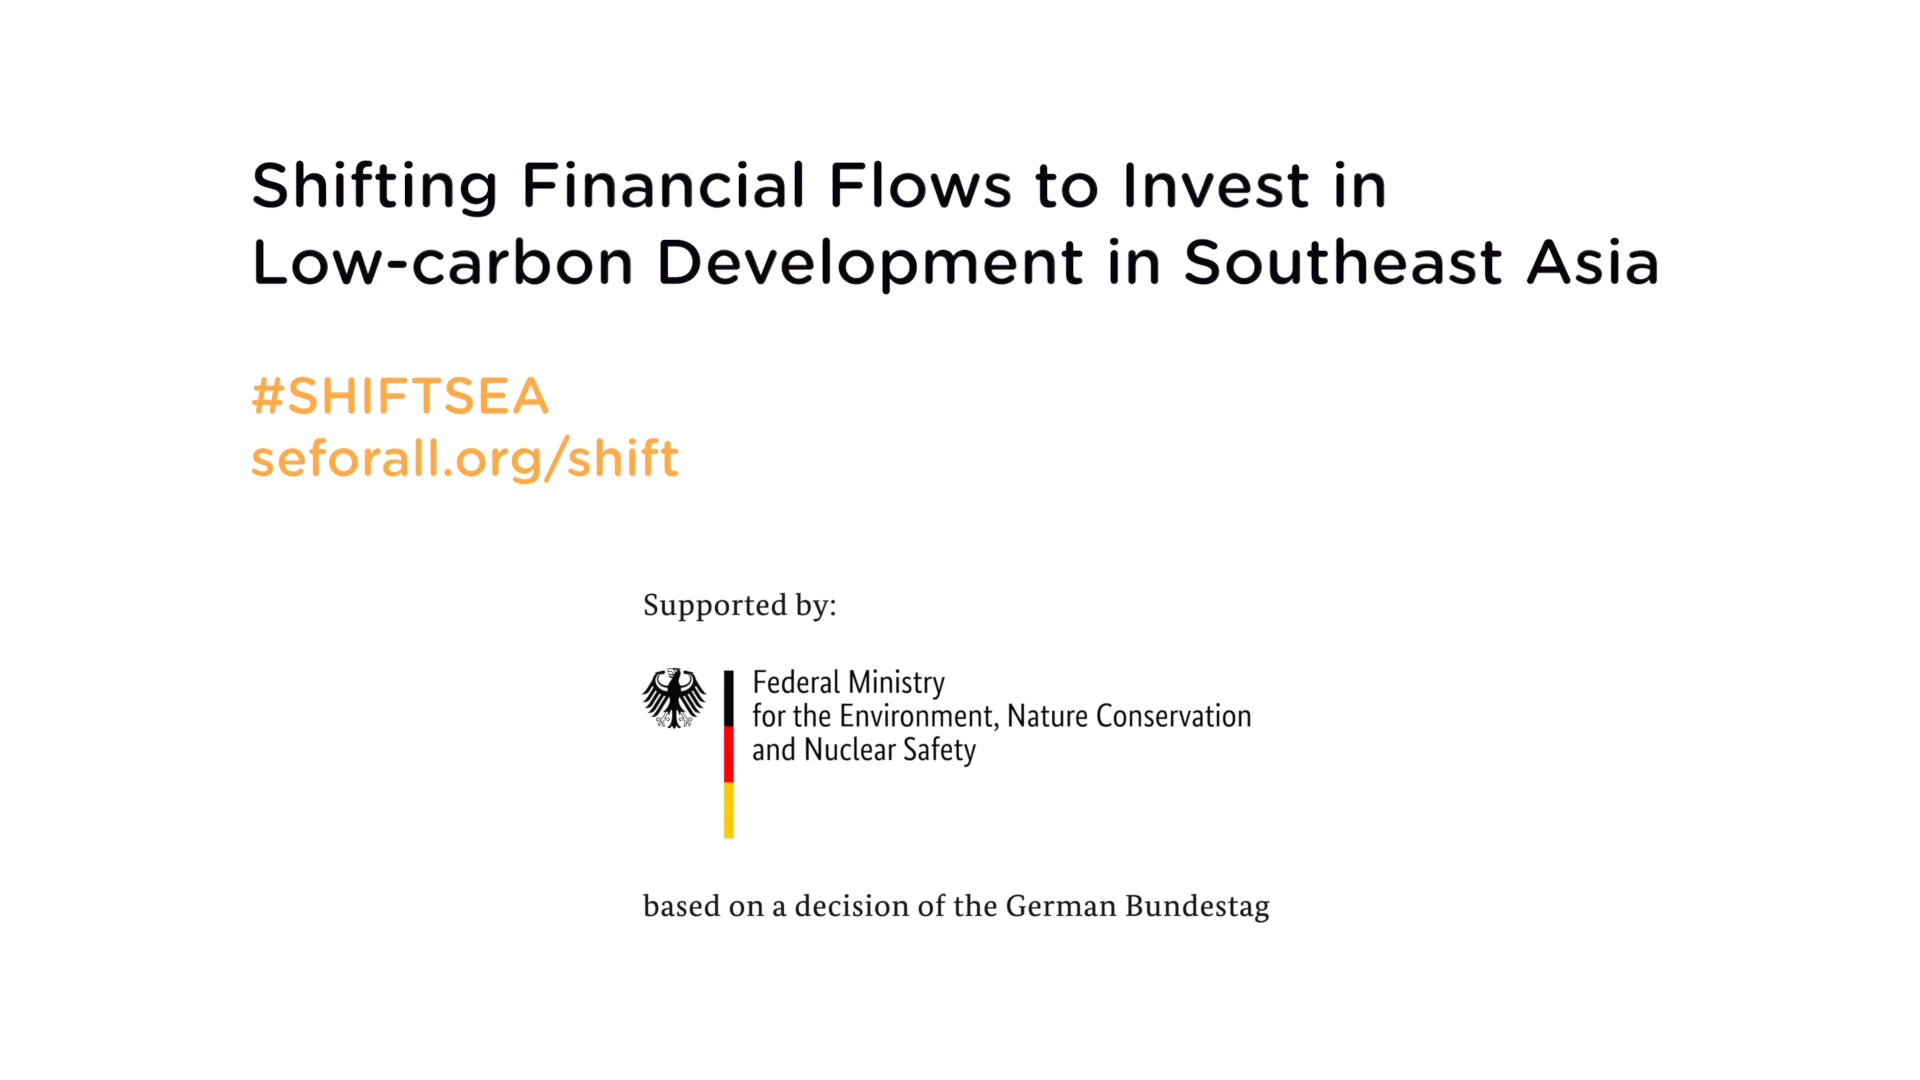 Shifting Financial Flows to Invest in
Low-carbon Development in Southeast Asia
#SHIFTSEA
seforall.org/shift
Supported by:
Federal Ministry
for the Environment, Nature Conservation
and Nuclear Safety
based on a decision of the German Bundestag